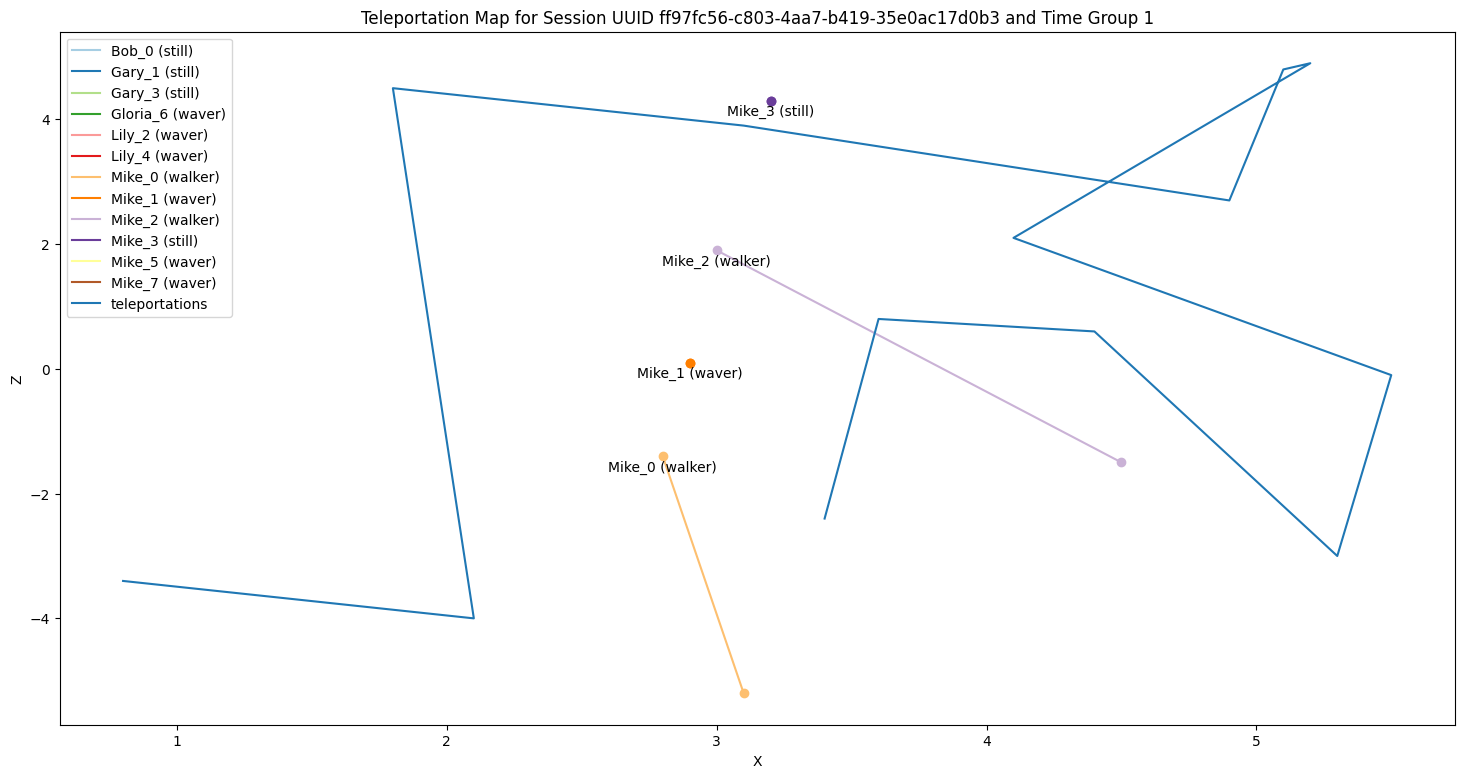 Teleportation Map for Session UUID ff97fc56-c803-4aa7-b419-35e0ac17d0b3 and Time Group 1
Bob_0 (still)
Gary_1 (still)
Gary_3 (still)
Gloria_6 (waver)
Lily_2 (waver)
Lily_4 (waver)
Mike_0 (walker)
Mike_1 (waver)
Mike_2 (walker)
Mike_3 (still)
Mike_5 (waver)
Mike_7 (waver)
teleportations
Mike_3 (still)
Mike_2 (walker)
Mike_1 (waver)
Mike_0 (walker)
4
2
0
−2
−4
Z
1 2 3 4 5
X